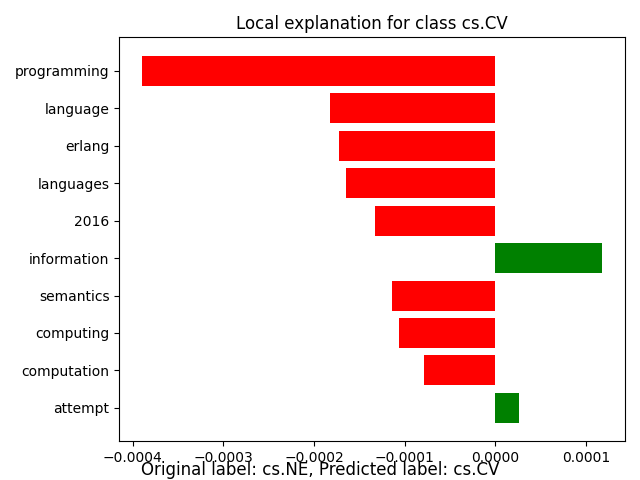 Local explanation for class cs.CV
programming
language
erlang
languages
2016
information
semantics
computing
computation
attempt
−0.0004 −0.0003 −0.0002 −0.0001 0.0000 0.0001
Original label: cs.NE, Predicted label: cs.CV